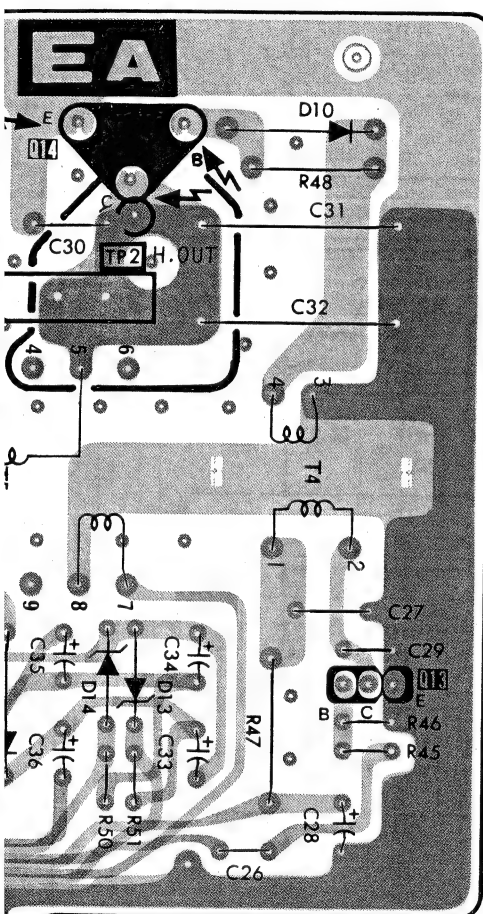 EA
E
Q14
B
C
D10
R48
C30
C31
TP2 H.OUT
C32
4 5 6
4 3
T4
1 2
9 8 7
C27
C29
C35
C34
D14
D13
Q13
B C E
R46
R45
R47
C36
C33
R50
R51
C28
C26